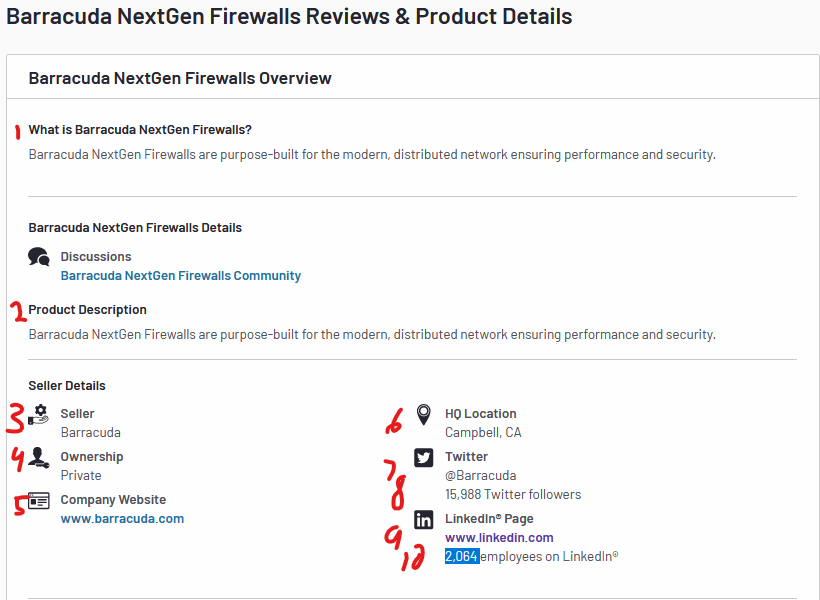 Barracuda NextGen Firewalls Reviews & Product Details
Barracuda NextGen Firewalls Overview
1 What is Barracuda NextGen Firewalls?
Barracuda NextGen Firewalls are purpose-built for the modern, distributed network ensuring performance and security.
Barracuda NextGen Firewalls Details
Discussions
Barracuda NextGen Firewalls Community
2 Product Description
Barracuda NextGen Firewalls are purpose-built for the modern, distributed network ensuring performance and security.
Seller Details
3 Seller
Barracuda
4 Ownership
Private
5 Company Website
www.barracuda.com
6 HQ Location
Campbell, CA
7 Twitter
@Barracuda
8 15,988 Twitter followers
in LinkedIn® Page
9 www.linkedin.com
10 2,064 employees on LinkedIn®